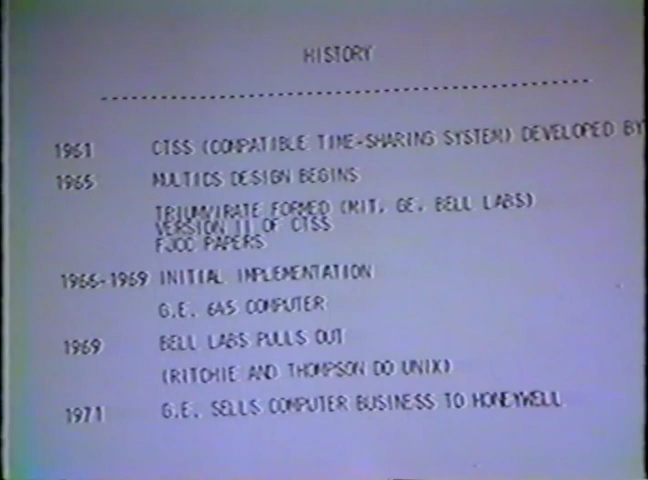 HISTORY
1961 CTSS (COMPATIBLE TIME-SHARING SYSTEM) DEVELOPED BY
1965 MULTICS DESIGN BEGINS
TRIUMVIRATE FORMED (MIT, GE, BELL LABS)
VERSION II OF CTSS
FJCC PAPERS
1966-1969 INITIAL IMPLEMENTATION
G.E. 645 COMPUTER
1969 BELL LABS PULLS OUT
(RITCHIE AND THOMPSON DO UNIX)
1971 G.E. SELLS COMPUTER BUSINESS TO HONEYWELL